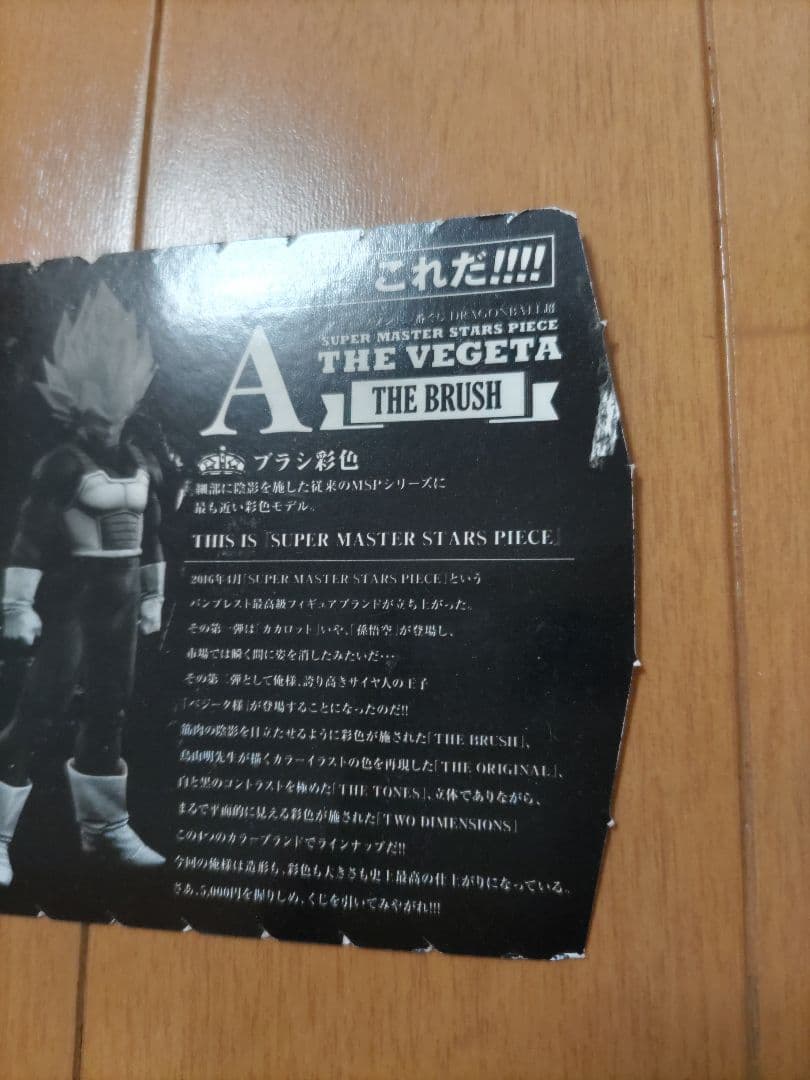 これだ!!!!
一番くじ DRAGONBALL超
SUPER MASTER STARS PIECE
THE VEGETA
A
THE BRUSH
ブラシ彩色
細部に陰影を施した従来のMSPシリーズに
最も近い彩色モデル。
THIS IS「SUPER MASTER STARS PIECE」
2016年4月「SUPER MASTER STARS PIECE」という
バンプレスト最高級フィギュアブランドが立ち上がった。
その第一弾は「カカロット」いや、「孫悟空」が登場し、
市場では瞬く間に姿を消したみたいだ…
その第二弾として俺様、誇り高きサイヤ人の王子
「ベジータ様」が登場することになったのだ!!
筋肉の陰影を目立たせるように彩色が施された「THE BRUSH」、
鳥山明先生が描くカラーイラストの色を再現した「THE ORIGINAL」、
白と黒のコントラストを極めた「THE TONES」、立体でありながら、
まるで平面的に見える彩色が施された「TWO DIMENSIONS」
この4つのカラーブランドでラインナップだ!!
今回の俺様は造形も、彩色も大きさも史上最高の仕上がりになっている。
さあ、5,000円を握りしめ、くじを引いてみやがれ!!!